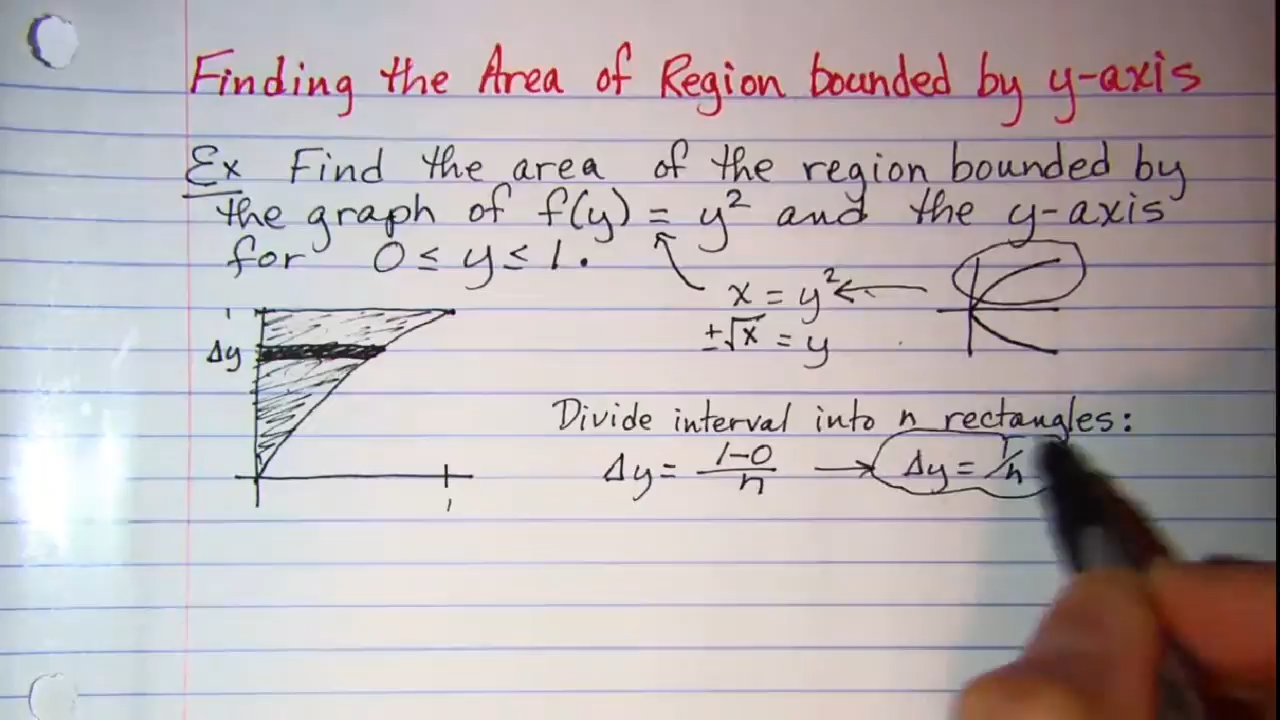 Finding the Area of Region bounded by y-axis
Ex Find the area of the region bounded by
the graph of f(y) = y² and the y-axis
for 0 ≤ y ≤ 1.
x = y²
±√x = y
1
Δy
1
Divide interval into n rectangles:
Δy = (1-0)/n → Δy = 1/n